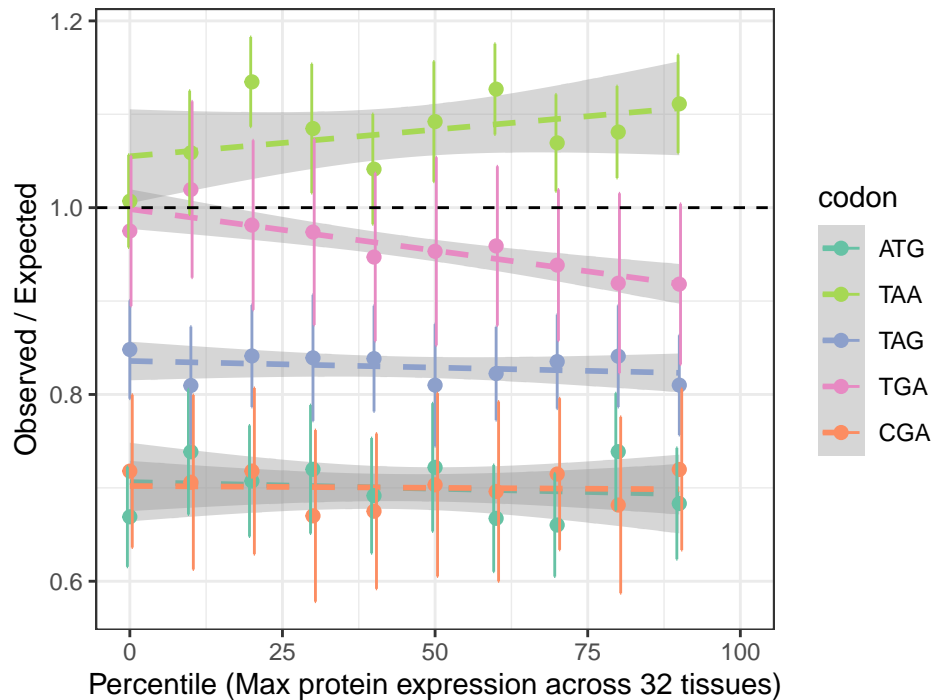 1.2
1.0
0.8
0.6
Observed / Expected
0
25
50
75
100
Percentile (Max protein expression across 32 tissues)
codon
ATG
TAA
TAG
TGA
CGA